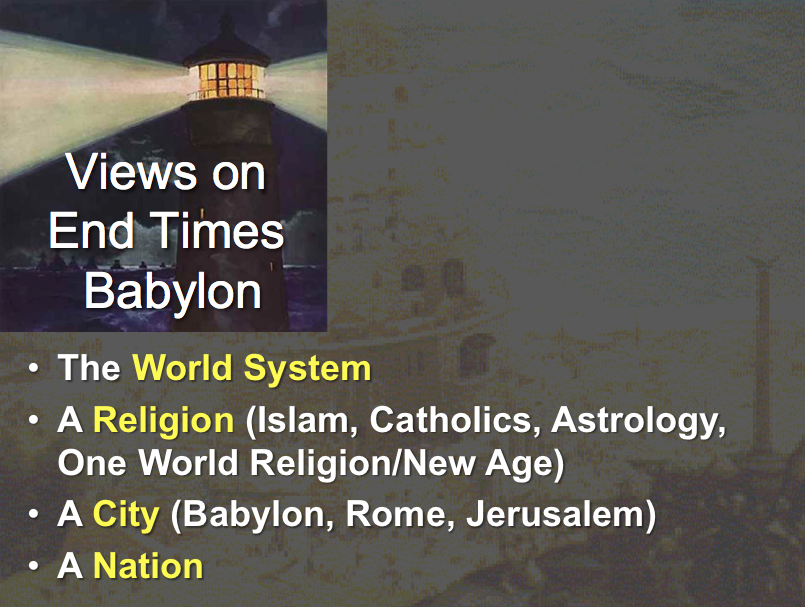 Views on
End Times
Babylon
• The World System
• A Religion (Islam, Catholics, Astrology,
One World Religion/New Age)
• A City (Babylon, Rome, Jerusalem)
• A Nation